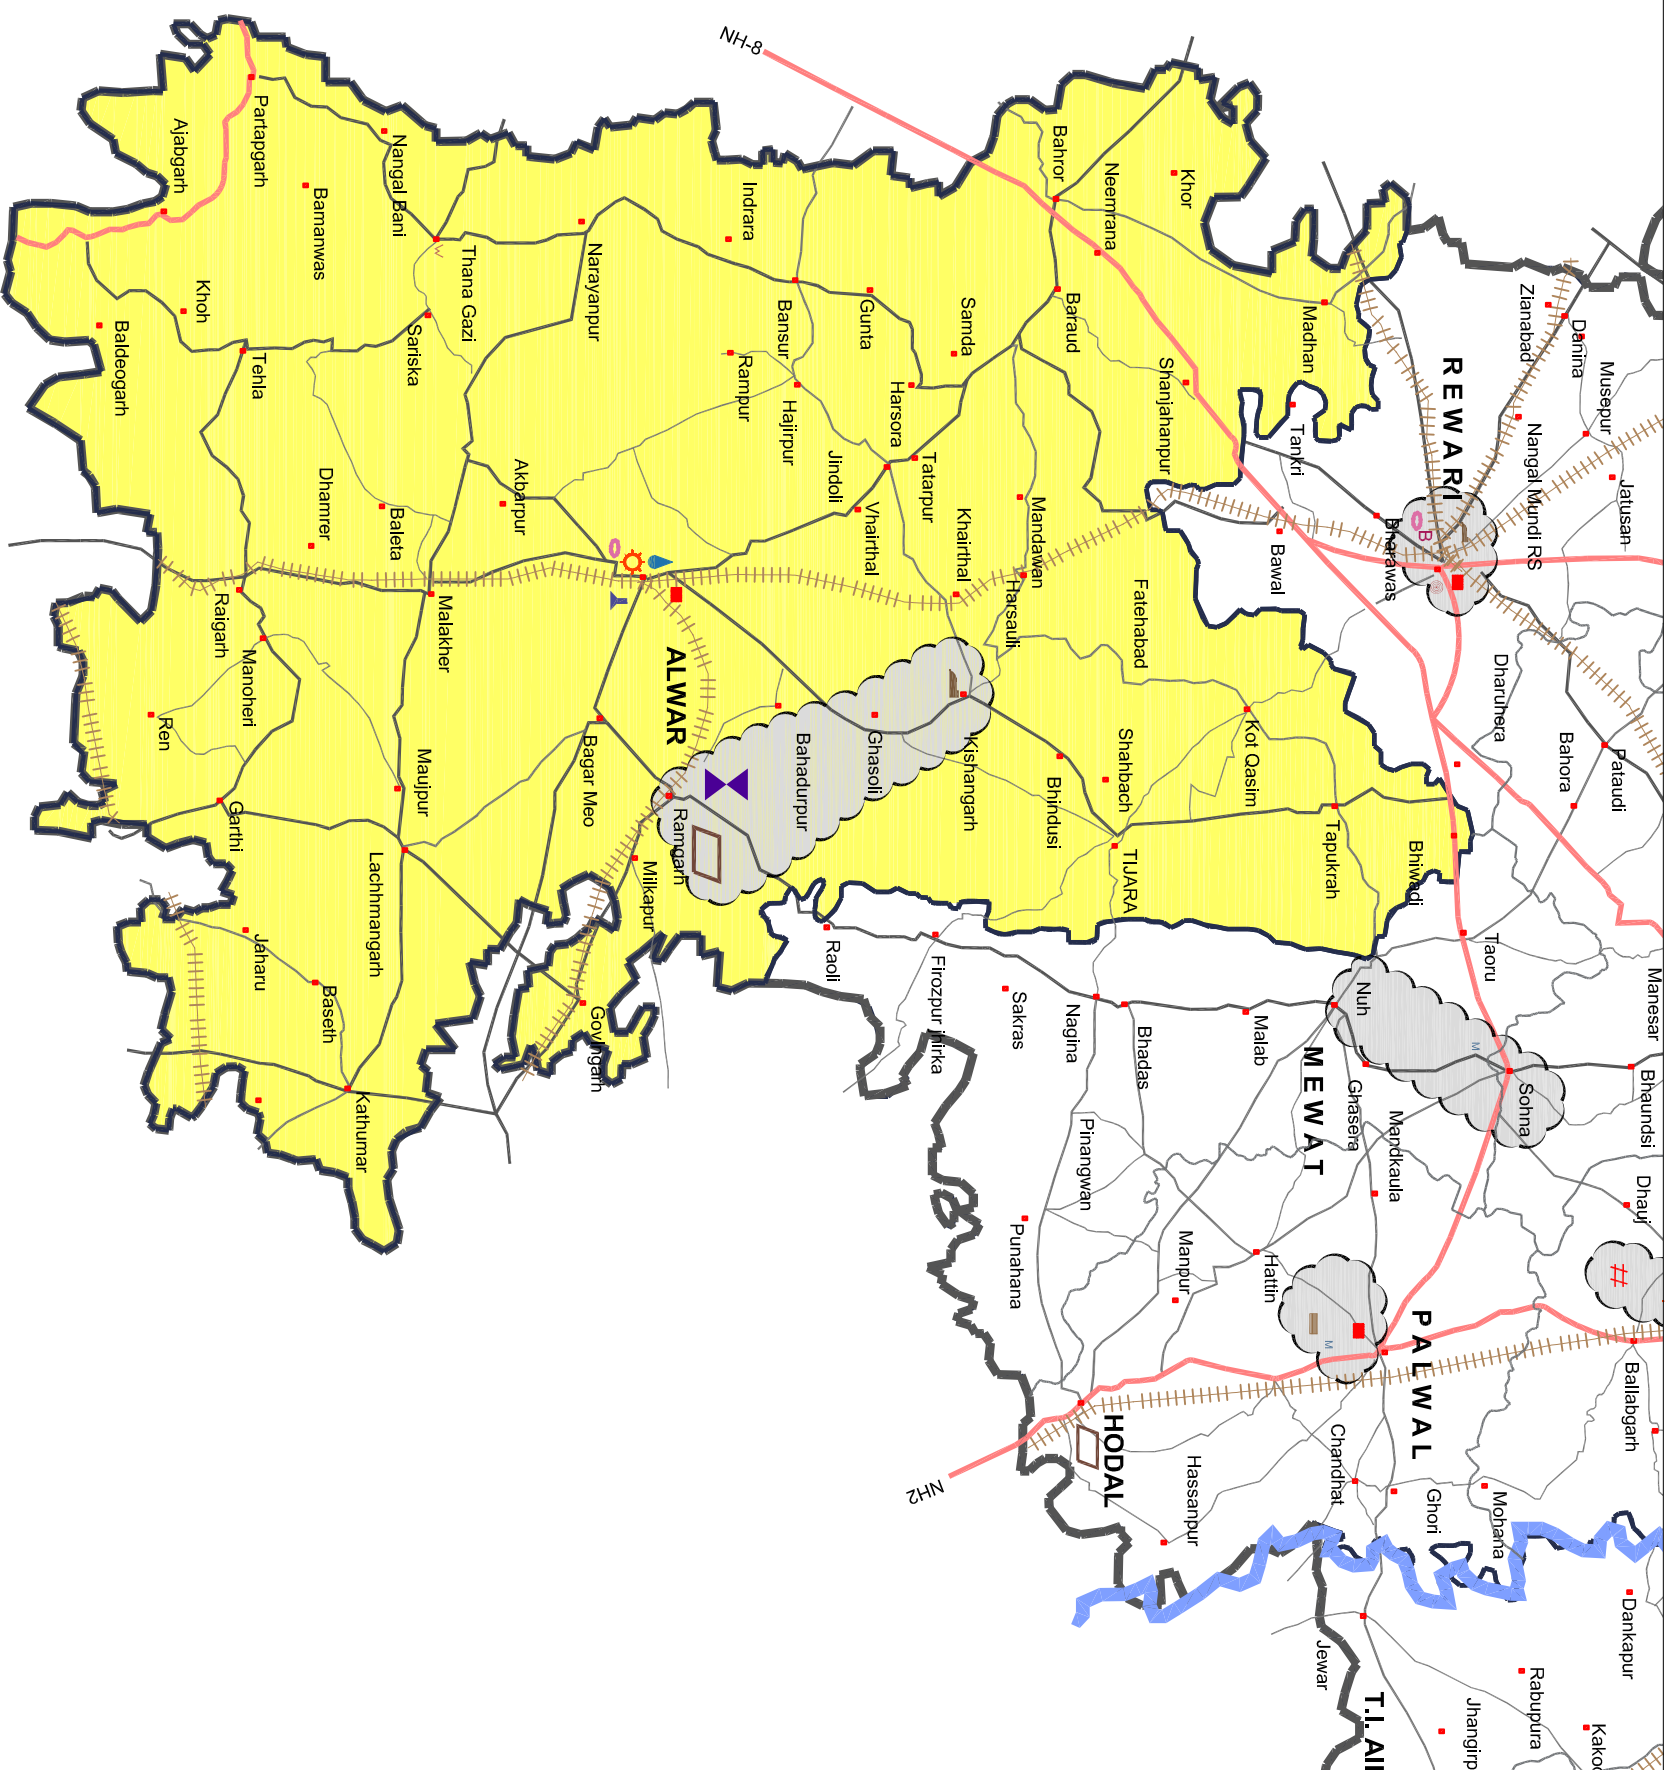 NH-8
Partapgarh
Ajabgarh
Nangal Bani
Bamanwas
Thana Gazi
Narayanpur
Indrara
Bahror
Neemrana
Khor
Khoh
Baldeogarh
Tehla
Sariska
Bansur
Gunta
Samda
Baraud
Madhan
Rampur
Hajirpur
Harsora
Shanjahanpur
Tankri
REWARI
Zianabad
Danina
Musepur
Nangal Mundi RS
Jatusan
Dhamrer
Baleta
Akbarpur
Jindoli
Tatarpur
Vhairthal
Khairthal
Mandawan
Harsauli
Fatehabad
Bawal
Bharawas
B
Raigarh
Manoheri
Ren
Malakher
ALWAR
Maujpur
Bagar Meo
Garthi
Lachhmangarh
Bahadurpur
Ghasoli
Kishangarh
Bhindusi
Shahbach
Kot Qasim
Dharuhera
Bahora
Pataudi
Ramgarh
Milkapur
TIJARA
Tapukrah
Bhiwadi
Jaharu
Baseth
Kathumar
Govingarh
Raoli
Firozpur jhirka
Sakras
Nagina
Bhadas
Malab
Nuh
Taoru
Manesar
MEWAT
Ghasera
Mandkaula
M
Sohna
Bhaundsi
Dhauj
Pinangwan
Punahana
Manpur
Hattin
M
PALWAL
Ballabgarh
HODAL
NH2
Hassanpur
Chandhat
Ghori
Mohana
Jewar
T.I. AII
Dankapur
Rabupura
Jhangirp
Kakoo